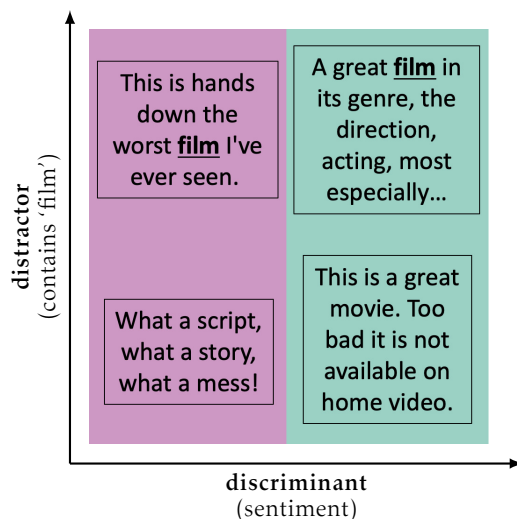 distractor
(contains 'film')
This is hands
down the
worst film I've
ever seen.
A great film in
its genre, the
direction,
acting, most
especially...
What a script,
what a story,
what a mess!
This is a great
movie. Too
bad it is not
available on
home video.
discriminant
(sentiment)